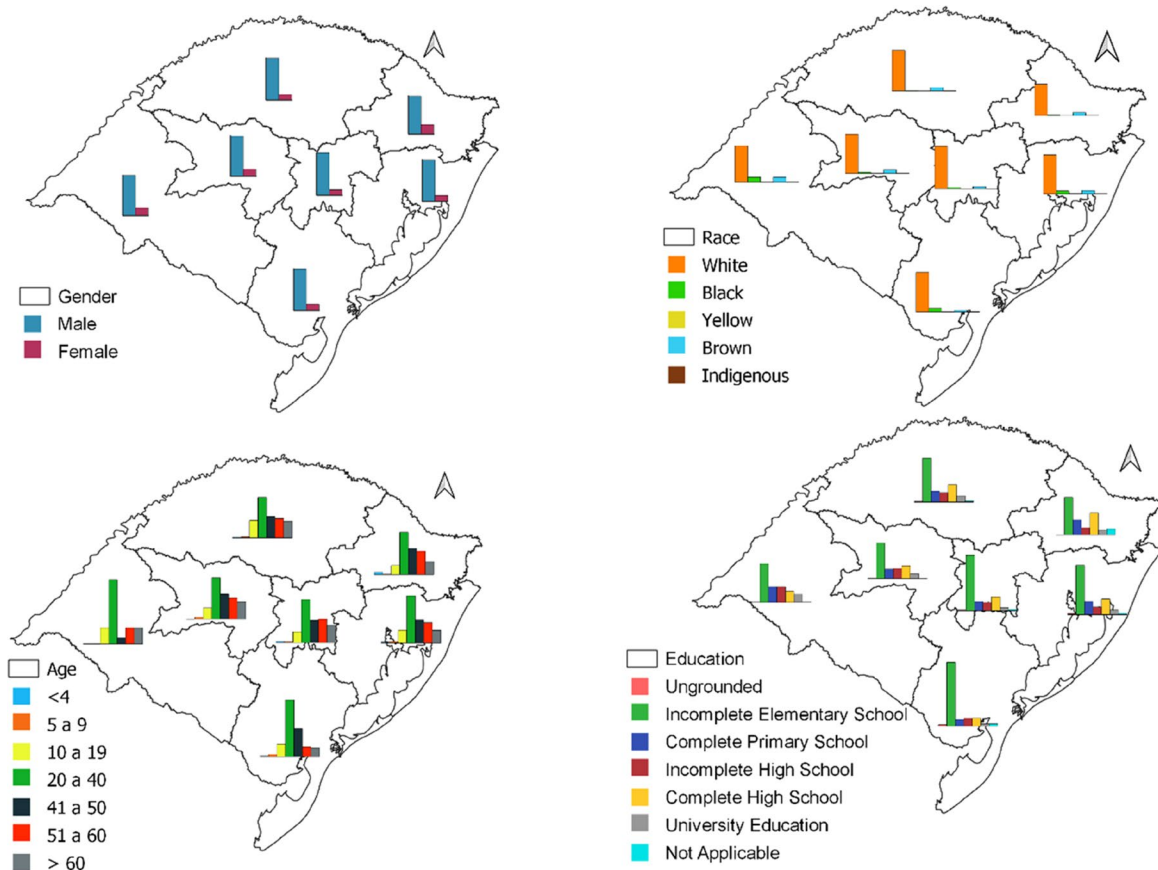 Gender
Male
Female
Race
White
Black
Yellow
Brown
Indigenous
Age
<4
5 a 9
10 a 19
20 a 40
41 a 50
51 a 60
> 60
Education
Ungrounded
Incomplete Elementary School
Complete Primary School
Incomplete High School
Complete High School
University Education
Not Applicable